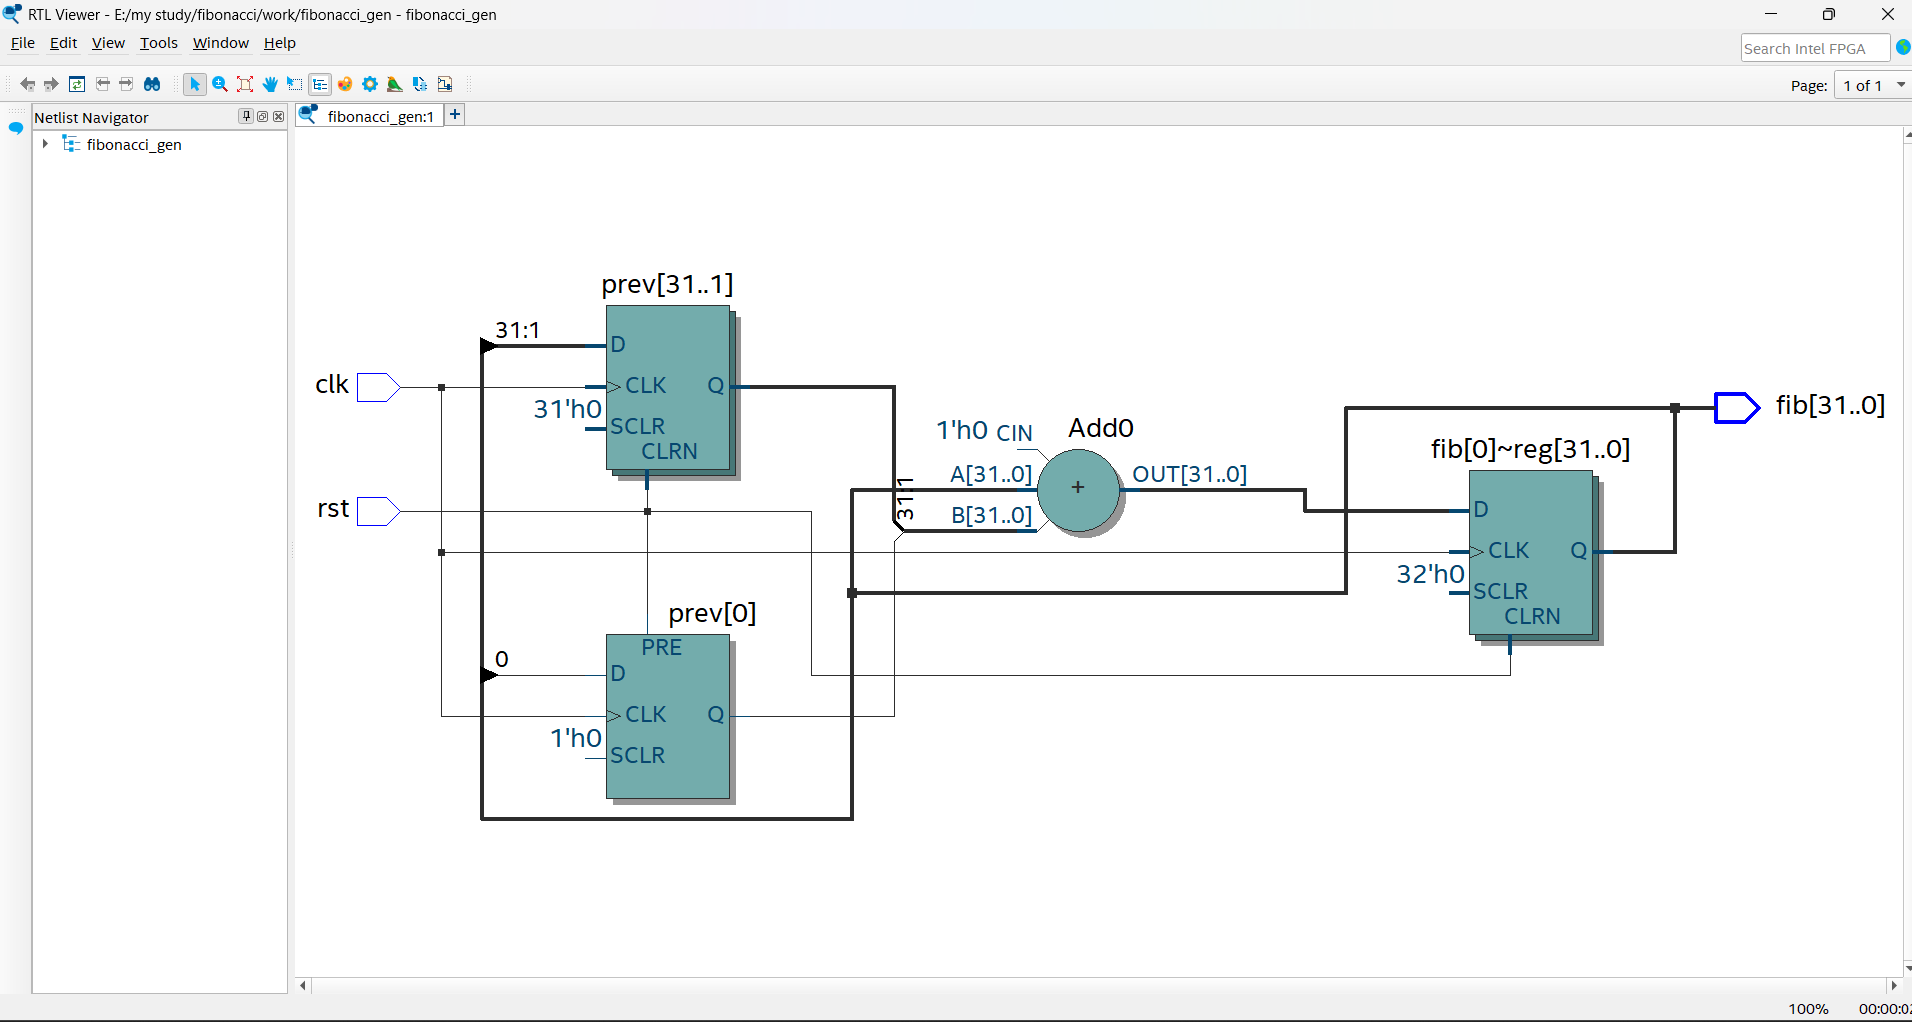 RTL Viewer - E:/my study/fibonacci/work/fibonacci_gen - fibonacci_gen
File Edit View Tools Window Help
Search Intel FPGA
Page: 1 of 1
Netlist Navigator
fibonacci_gen:1
fibonacci_gen
prev[31..1]
31:1
D
clk
CLK Q
31'h0
SCLR
CLRN
fib[31..0]
1'h0 CIN
Add0
fib[0]~reg[31..0]
A[31..0]
+
OUT[31..0]
31:1
B[31..0]
rst
D
CLK Q
32'h0
SCLR
CLRN
prev[0]
PRE
0
D
CLK Q
1'h0
SCLR
100% 00:00:02